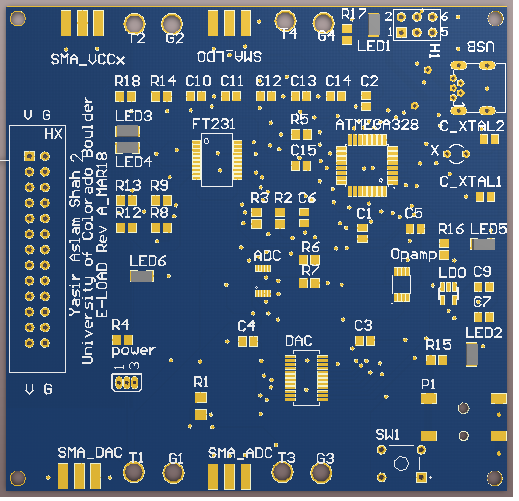 R17
T2 G2 T4 G4
SMA_VCCx SMA_LDO LED1
2 6
1 5
H1
USB
R18 R14 C10 C11 C12 C13 C14 C2
V G
LED3 FT231 R5 ATMEGA328 C_XTAL2
HX
LED4 C15 X
R13 R9 C_XTAL1
R12 R8 R3 R2 C6 C1 C5 R16 LED5
Yasir Aslam Shah 2
University of Colorado Boulder
E-LOAD Rev A_MAR18
LED6 ADC R6 Opamp
R7 LDO C9
C7
R4 C4 DAC C3 LED2
power R15
1 3
V G
R1 P1
SW1
SMA_DAC T1 G1 SMA_ADC T3 G3